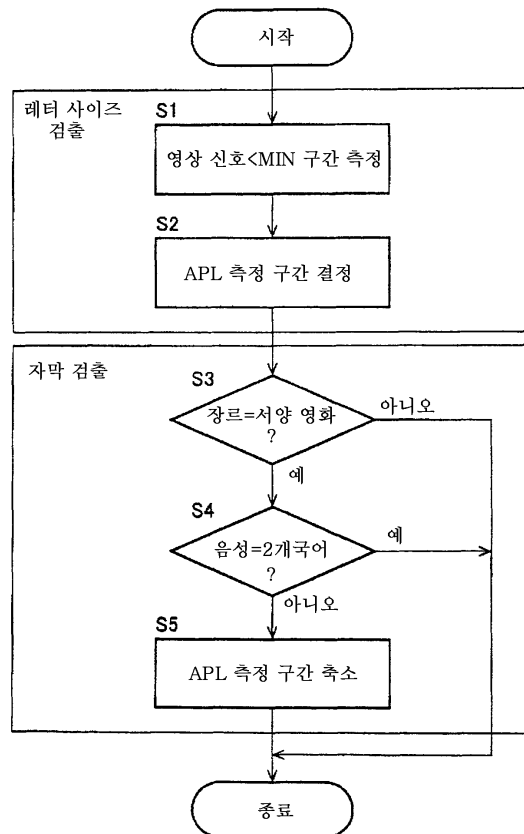 시작
레터 사이즈
검출
S1
영상 신호<MIN 구간 측정
S2
APL 측정 구간 결정
자막 검출
S3
장르=서양 영화
?
아니오
예
S4
음성=2개국어
?
예
아니오
S5
APL 측정 구간 축소
종료